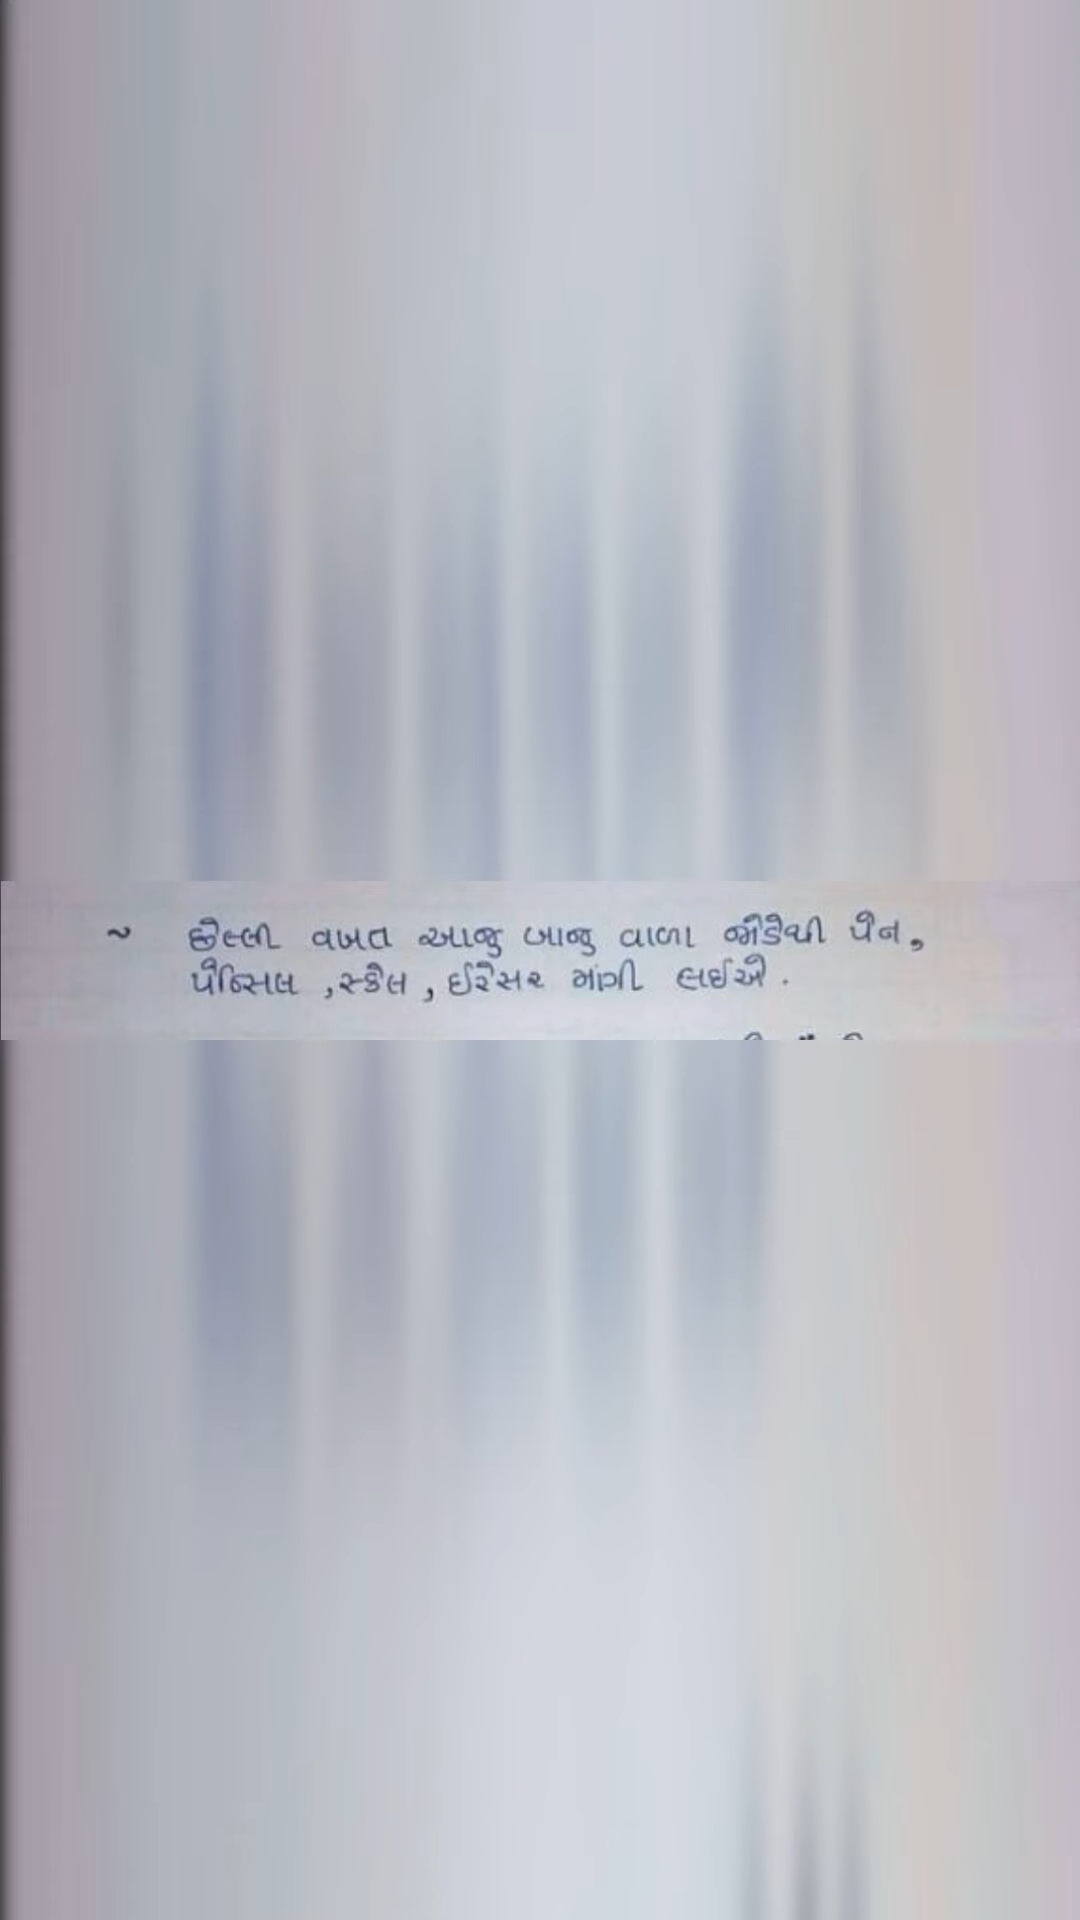 ~ છેલ્લી વખત આજુ બાજુ વાળા જોડેથી પેન,
પેન્સિલ ,સ્કેલ , ઈરેસર માંગી લઈએ .